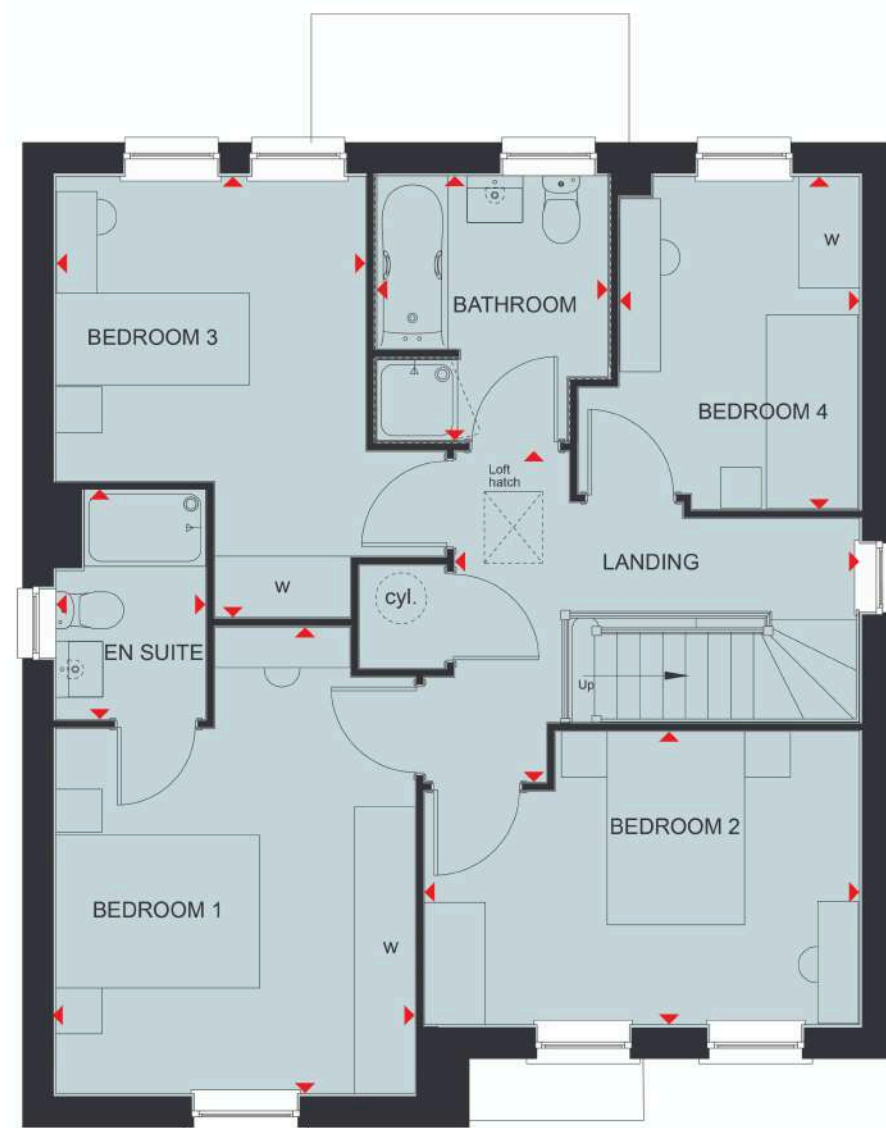 BATHROOM
W
BEDROOM 3
BEDROOM 4
Loft
hatch
LANDING
W
cyl.
EN SUITE
Up
BEDROOM 2
BEDROOM 1
W